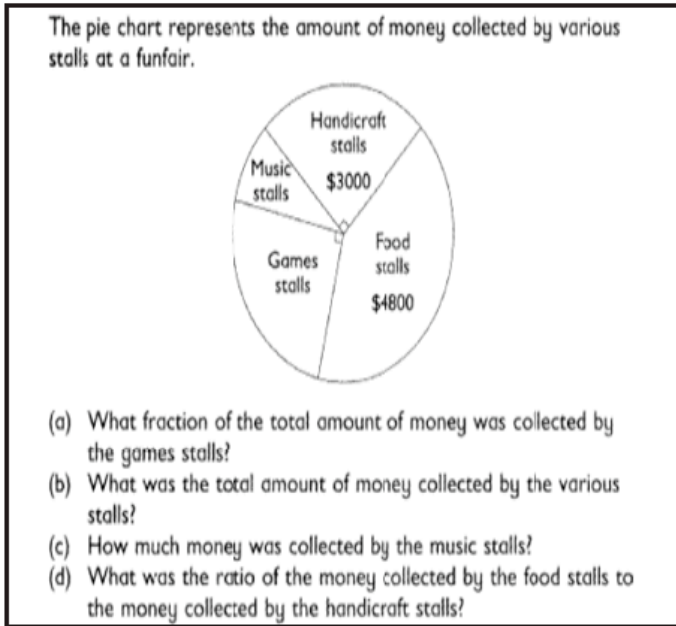 The pie chart represents the amount of money collected by various
stalls at a funfair.
Handicraft
stalls
$3000
Music
stalls
Food
stalls
$4800
Games
stalls
(a) What fraction of the total amount of money was collected by
the games stalls?
(b) What was the total amount of money collected by the various
stalls?
(c) How much money was collected by the music stalls?
(d) What was the ratio of the money collected by the food stalls to
the money collected by the handicraft stalls?